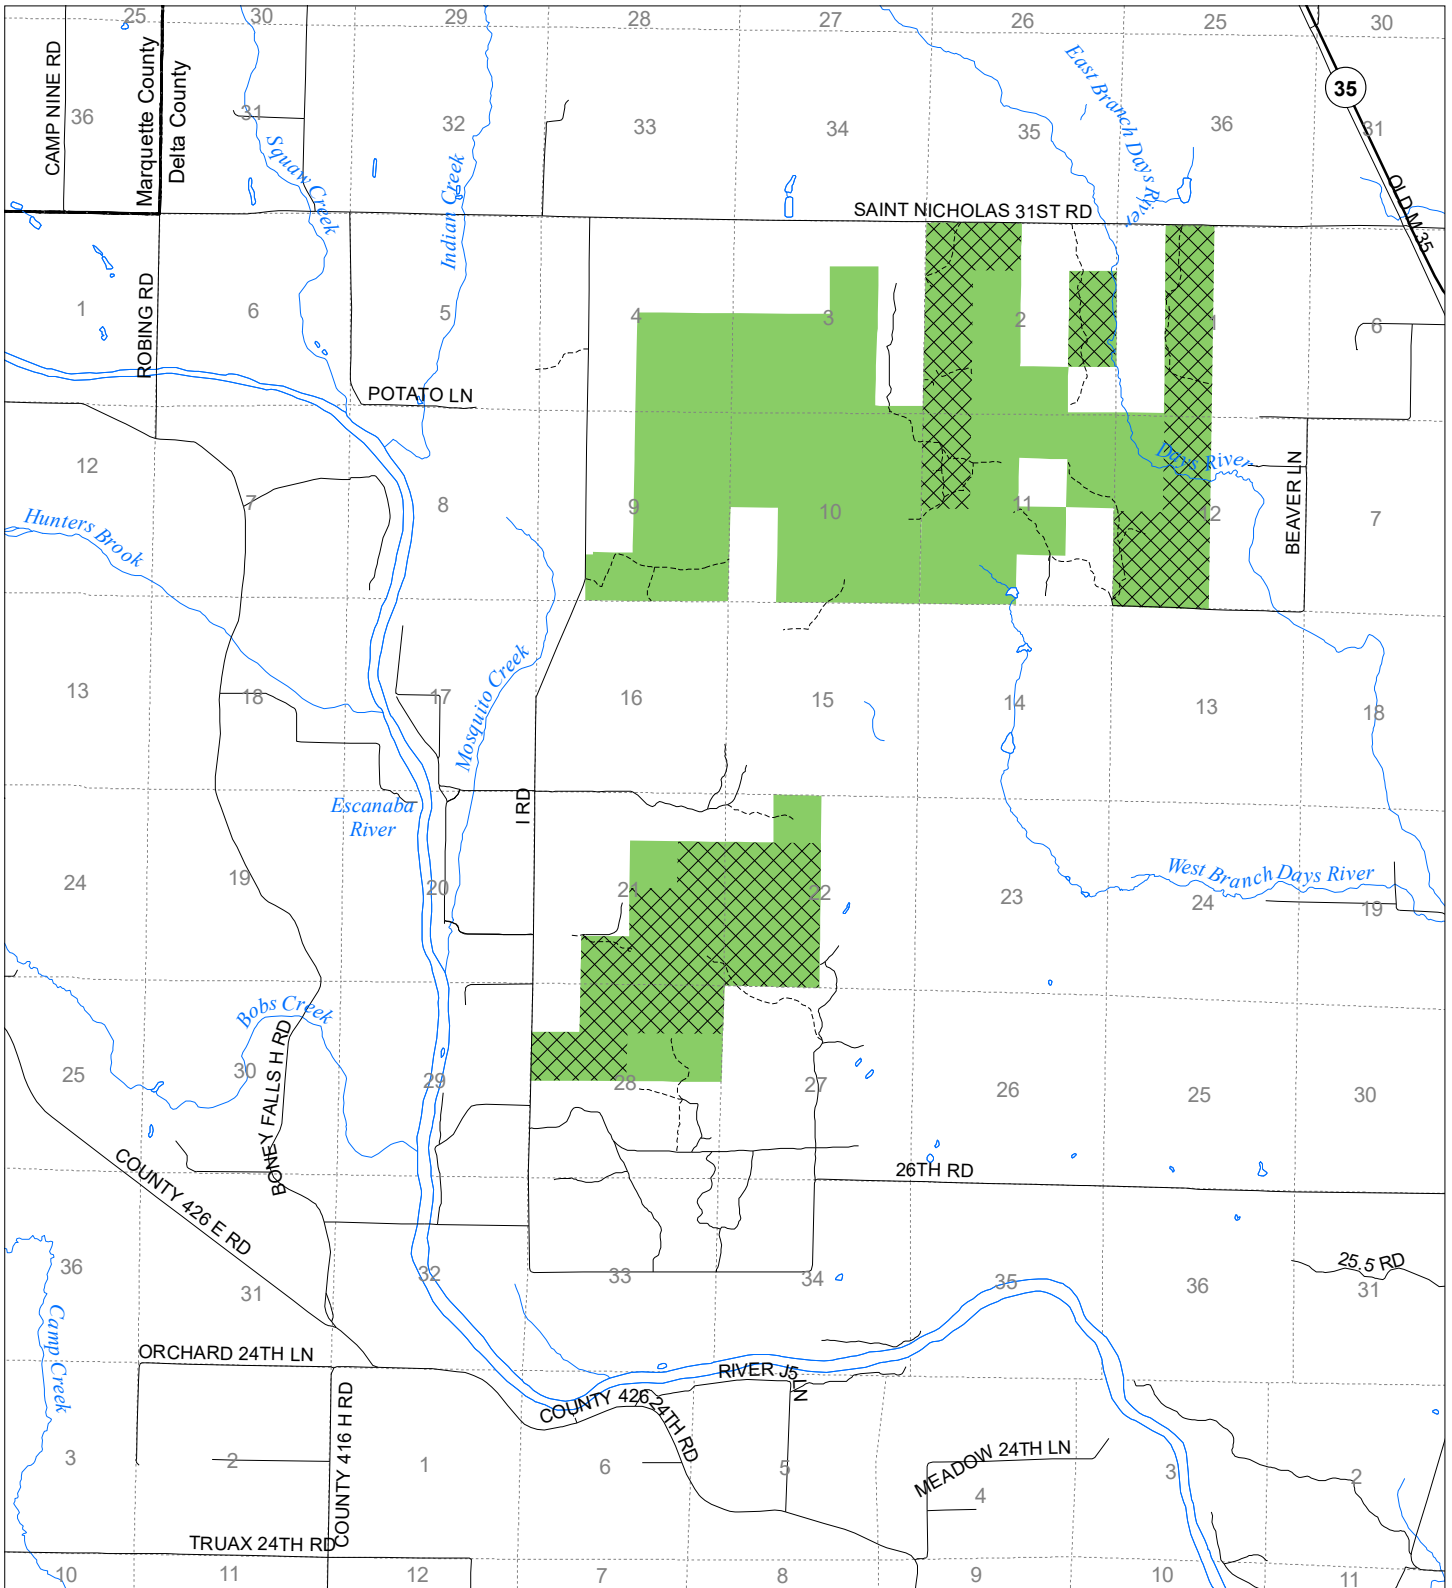 25
30
29
28
27
26
25
30
CAMP NINE RD
Marquette County
Delta County
35
36
31
32
33
34
35
36
31
Squaw Creek
Indian Creek
East Branch Days River
OLD M 35
SAINT NICHOLAS 31ST RD
ROBING RD
1
6
5
4
3
2
1
6
POTATO LN
12
7
8
9
10
11
12
7
Days River
BEAVER LN
Hunters Brook
Mosquito Creek
13
18
17
16
15
14
13
18
I RD
Escanaba
River
24
19
20
21
22
23
24
19
West Branch Days River
Bobs Creek
BONEY FALLS H RD
25
30
29
28
27
26
25
30
COUNTY 426 E RD
26TH RD
36
31
32
33
34
35
36
31
25.5 RD
Camp Creek
ORCHARD 24TH LN
RIVER J5
LN
COUNTY 426
24TH RD
COUNTY 416 H RD
MEADOW 24TH LN
3
2
1
6
5
4
3
2
TRUAX 24TH RD
10
11
12
7
8
9
10
11